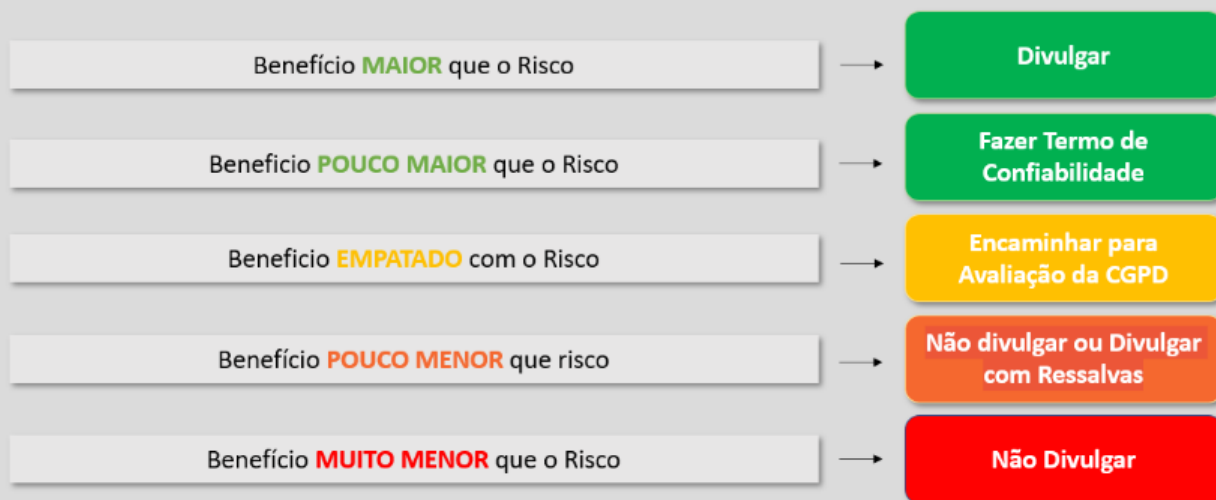 Benefício MAIOR que o Risco
Divulgar
Beneficio POUCO MAIOR que o Risco
Fazer Termo de
Confiabilidade
Beneficio EMPATADO com o Risco
Encaminhar para
Avaliação da CGPD
Benefício POUCO MENOR que risco
Não divulgar ou Divulgar
com Ressalvas
Benefício MUITO MENOR que o Risco
Não Divulgar